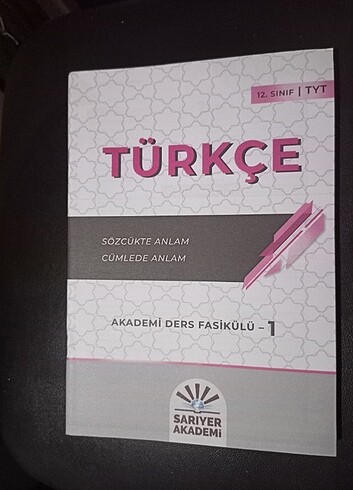 12. SINIF | TYT
TÜRKÇE
SÖZCÜKTE ANLAM
CÜMLEDE ANLAM
AKADEMİ DERS FASİKÜLÜ – 1
SARIYER
AKADEMİ